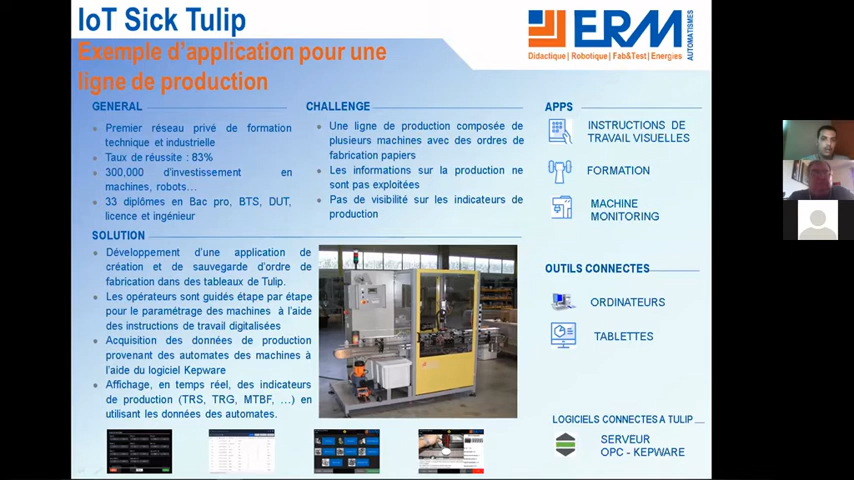 IoT Sick Tulip
Exemple d'application pour une
ligne de production
ERM
AUTOMATISMES
Didactique | Robotique | Fab&Test | Energies
GENERAL
Premier réseau privé de formation
technique et industrielle
Taux de réussite : 83%
300,000 d'investissement en
machines, robots…
33 diplômes en Bac pro, BTS, DUT,
licence et ingénieur
CHALLENGE
Une ligne de production composée de
plusieurs machines avec des ordres de
fabrication papiers
Les informations sur la production ne
sont pas exploitées
Pas de visibilité sur les indicateurs de
production
APPS
INSTRUCTIONS DE
TRAVAIL VISUELLES
FORMATION
MACHINE
MONITORING
SOLUTION
Développement d'une application de
création et de sauvegarde d'ordre de
fabrication dans des tableaux de Tulip.
Les opérateurs sont guidés étape par étape
pour le paramétrage des machines à l'aide
des instructions de travail digitalisées
Acquisition des données de production
provenant des automates des machines à
l'aide du logiciel Kepware
Affichage, en temps réel, des indicateurs
de production (TRS, TRG, MTBF, …) en
utilisant les données des automates.
OUTILS CONNECTES
ORDINATEURS
TABLETTES
LOGICIELS CONNECTES A TULIP
SERVEUR
OPC - KEPWARE